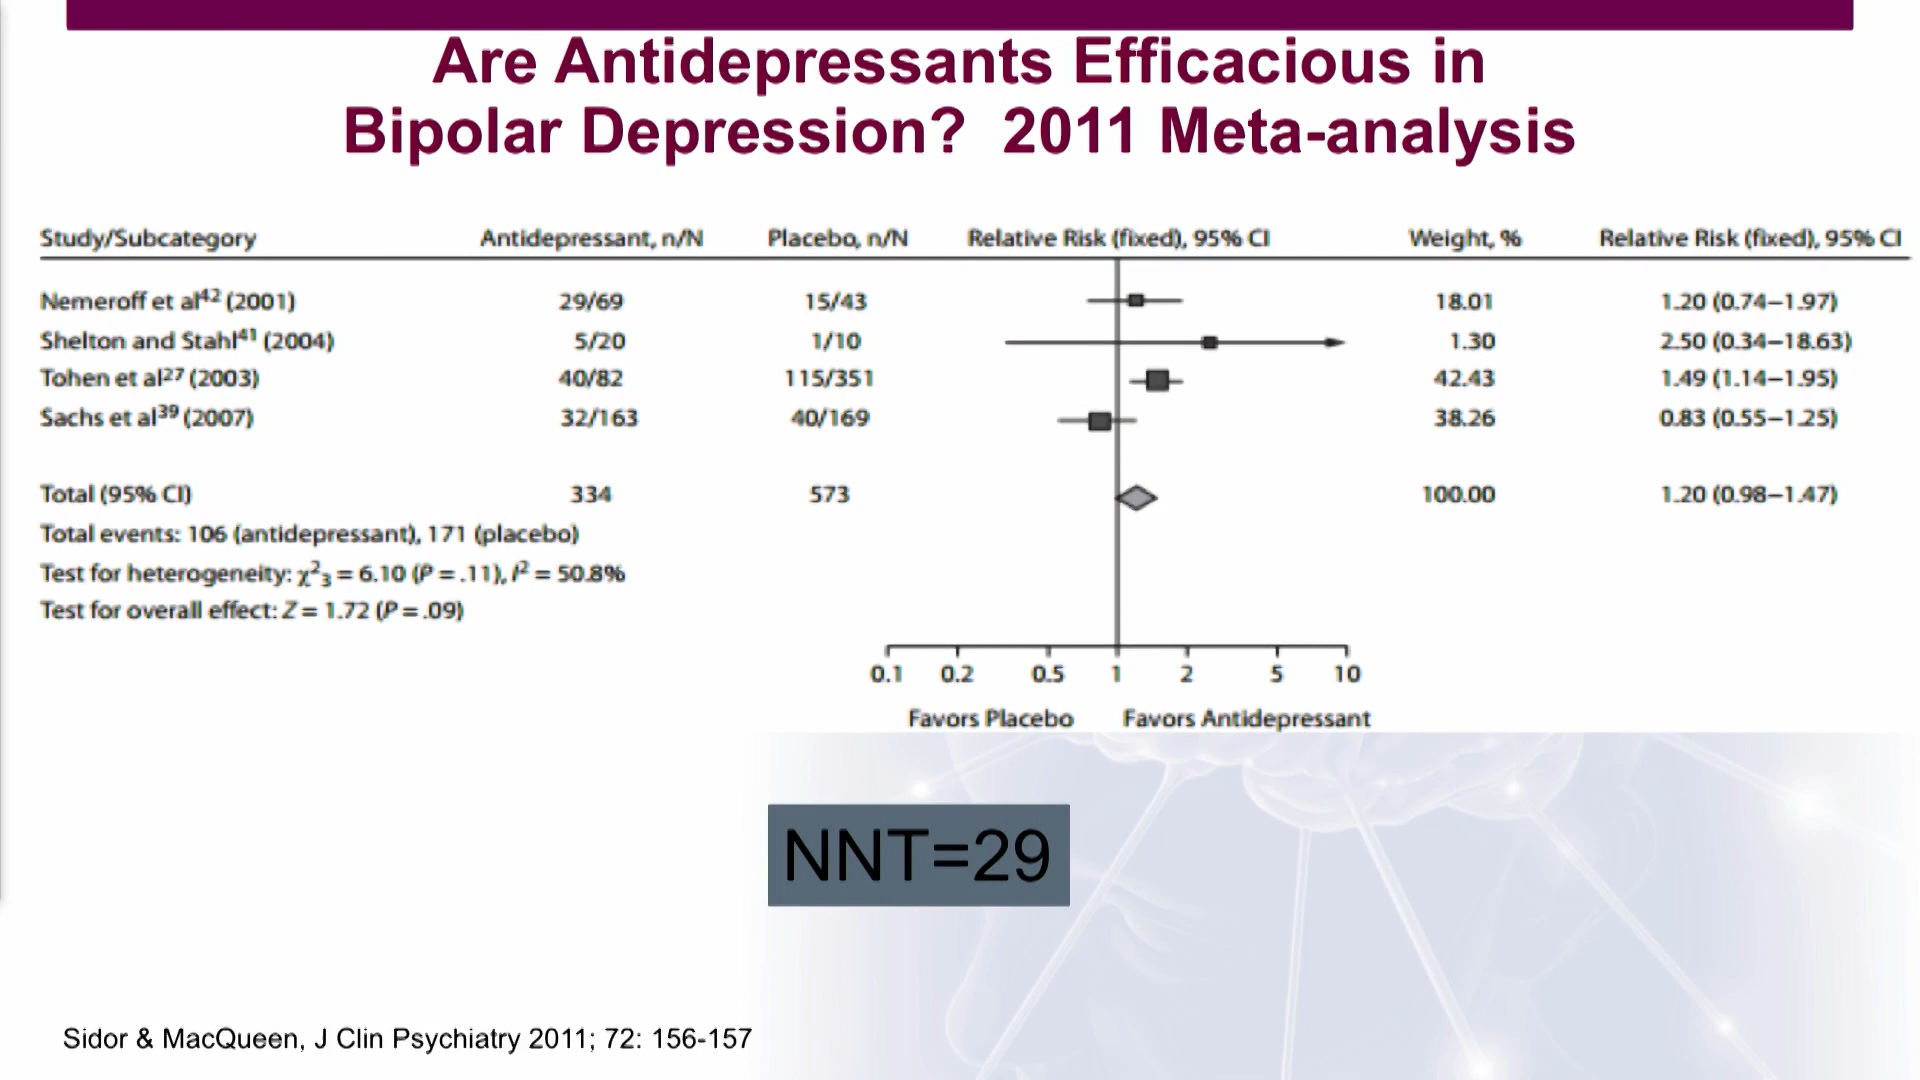 Are Antidepressants Efficacious in
Bipolar Depression? 2011 Meta-analysis
Study/Subcategory Antidepressant, n/N Placebo, n/N Relative Risk (fixed), 95% CI Weight, % Relative Risk (fixed), 95% CI
Nemeroff et al42 (2001) 29/69 15/43 18.01 1.20 (0.74–1.97)
Shelton and Stahl41 (2004) 5/20 1/10 1.30 2.50 (0.34–18.63)
Tohen et al27 (2003) 40/82 115/351 42.43 1.49 (1.14–1.95)
Sachs et al39 (2007) 32/163 40/169 38.26 0.83 (0.55–1.25)
Total (95% CI) 334 573 100.00 1.20 (0.98–1.47)
Total events: 106 (antidepressant), 171 (placebo)
Test for heterogeneity: χ²₃ = 6.10 (P = .11), I² = 50.8%
Test for overall effect: Z = 1.72 (P = .09)
0.1 0.2 0.5 1 2 5 10
Favors Placebo Favors Antidepressant
NNT=29
Sidor & MacQueen, J Clin Psychiatry 2011; 72: 156-157